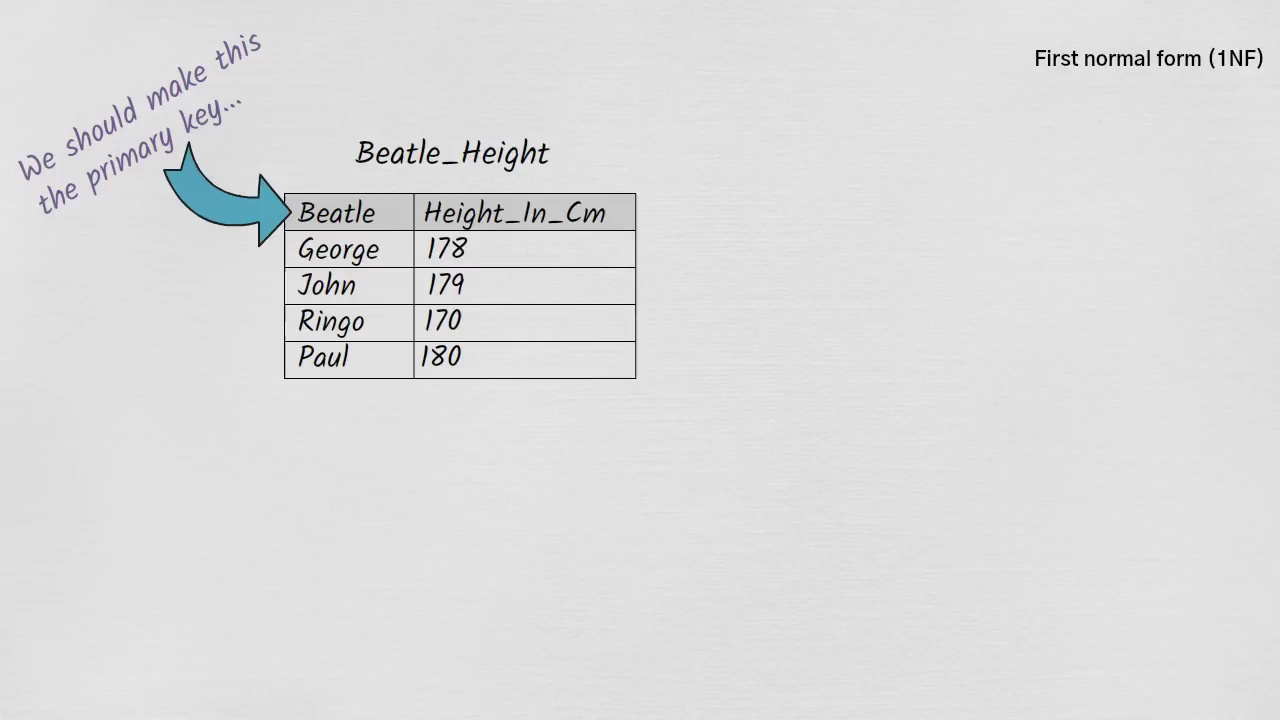 We should make this
the primary key...
First normal form (1NF)
Beatle_Height
Beatle Height_In_Cm
George 178
John 179
Ringo 170
Paul 180